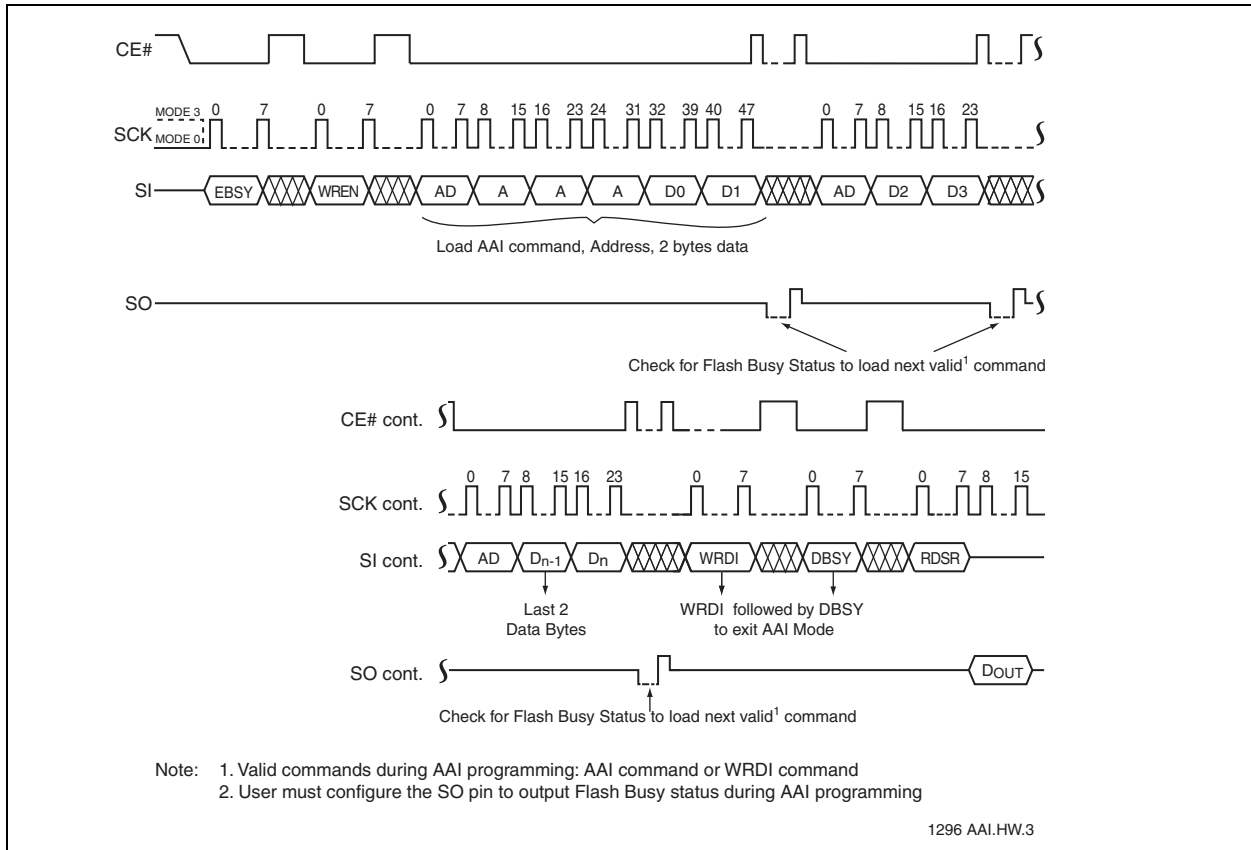 CE#
MODE 3
SCK MODE 0
0 7 0 7 0 7 8 15 16 23 24 31 32 39 40 47 0 7 8 15 16 23
SI EBSY WREN AD A A A D0 D1 AD D2 D3
Load AAI command, Address, 2 bytes data
SO
Check for Flash Busy Status to load next valid1 command
CE# cont.
0 7 8 15 16 23 0 7 0 7 0 7 8 15
SCK cont.
SI cont. AD Dn-1 Dn WRDI DBSY RDSR
Last 2
Data Bytes
WRDI followed by DBSY
to exit AAI Mode
SO cont. DOUT
Check for Flash Busy Status to load next valid1 command
Note: 1. Valid commands during AAI programming: AAI command or WRDI command
2. User must configure the SO pin to output Flash Busy status during AAI programming
1296 AAI.HW.3